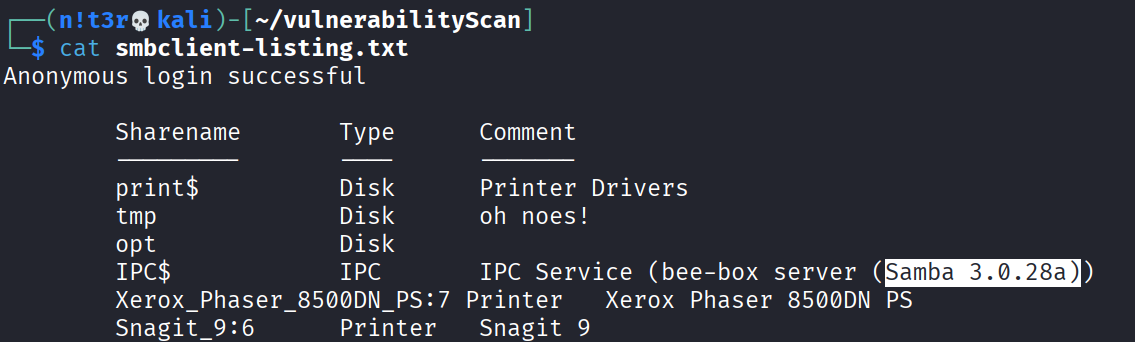 (n!t3r💀kali)-[~/vulnerabilityScan]
$ cat smbclient-listing.txt
Anonymous login successful
Sharename Type Comment
--------- ---- -------
print$ Disk Printer Drivers
tmp Disk oh noes!
opt Disk
IPC$ IPC IPC Service (bee-box server (Samba 3.0.28a))
Xerox_Phaser_8500DN_PS:7 Printer Xerox Phaser 8500DN PS
Snagit_9:6 Printer Snagit 9